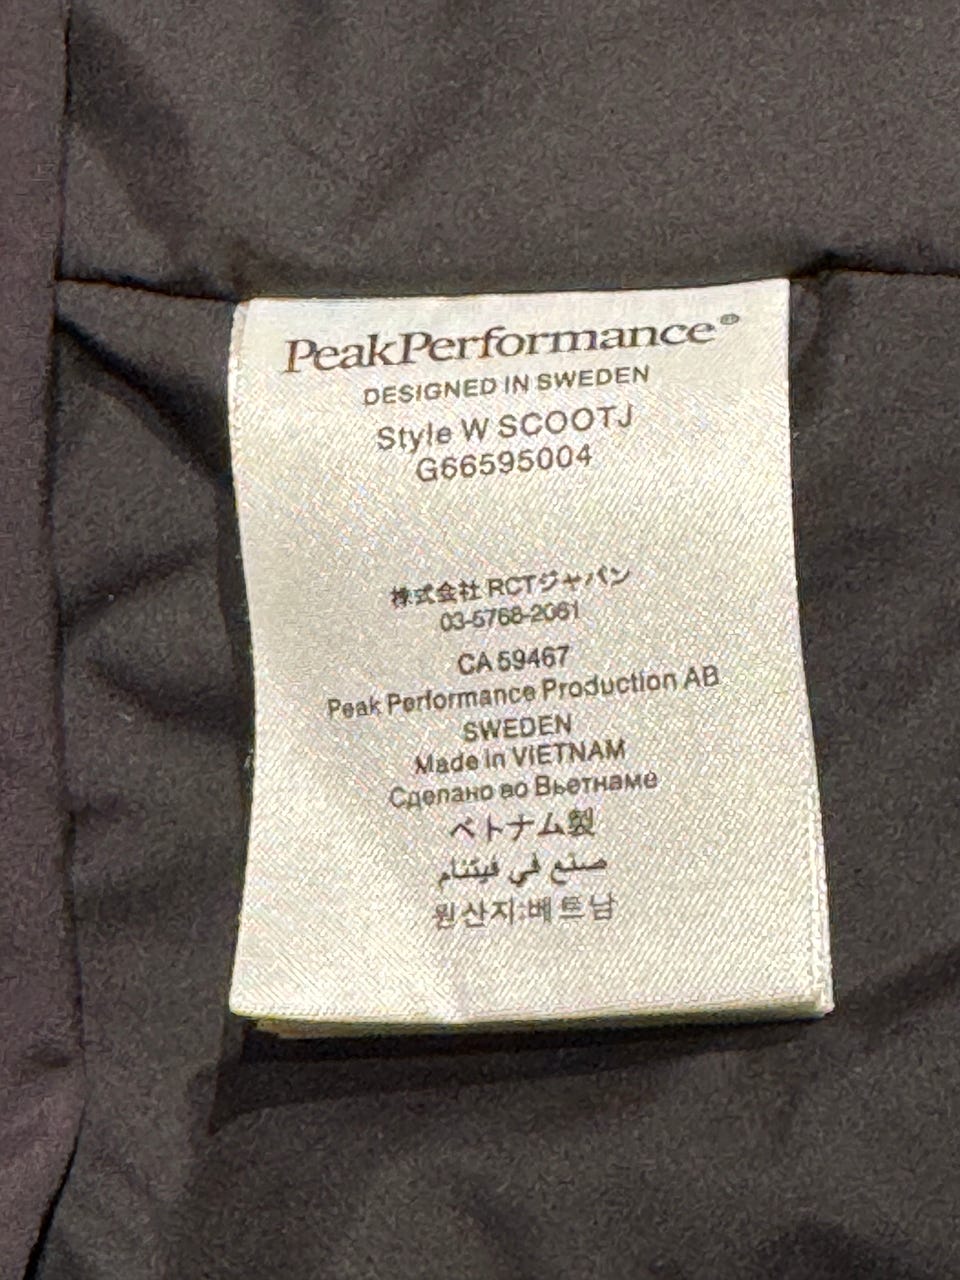 PeakPerformance®
DESIGNED IN SWEDEN
Style W SCOOTJ
G66595004
株式会社 RCTジャパン
03-5768-2061
CA 59467
Peak Performance Production AB
SWEDEN
Made in VIETNAM
Сделано во Вьетнаме
ベトナム製
صنع في فيتنام
원산지:베트남